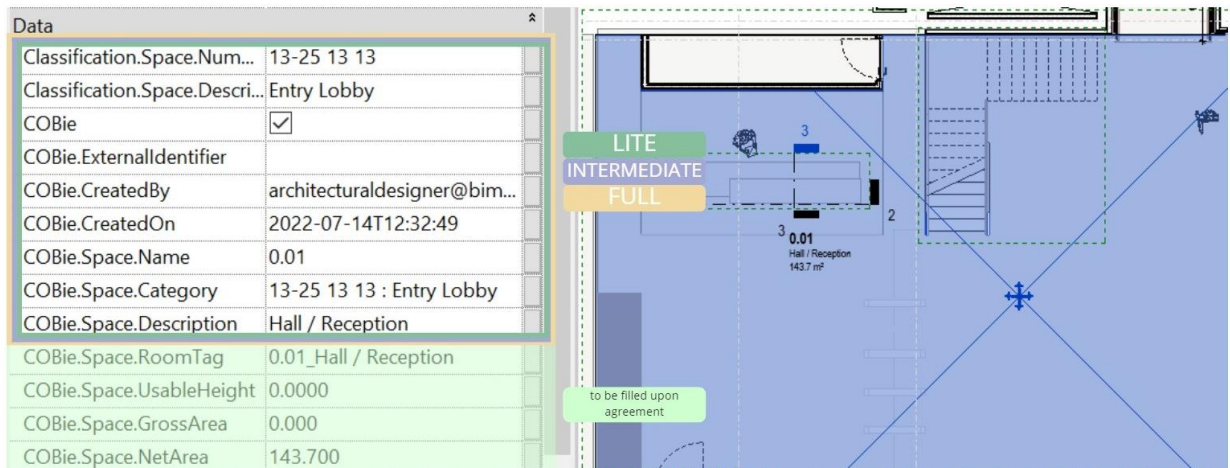 Data
Classification.Space.Num... 13-25 13 13
Classification.Space.Descri... Entry Lobby
COBie
COBie.ExternalIdentifier
COBie.CreatedBy architecturaldesigner@bim...
COBie.CreatedOn 2022-07-14T12:32:49
COBie.Space.Name 0.01
COBie.Space.Category 13-25 13 13 : Entry Lobby
COBie.Space.Description Hall / Reception
COBie.Space.RoomTag 0.01_Hall / Reception
COBie.Space.UsableHeight 0.0000
COBie.Space.GrossArea 0.000
COBie.Space.NetArea 143.700
LITE
INTERMEDIATE
FULL
to be filled upon
agreement
3
2
3
0.01
Hall / Reception
143.7 m²